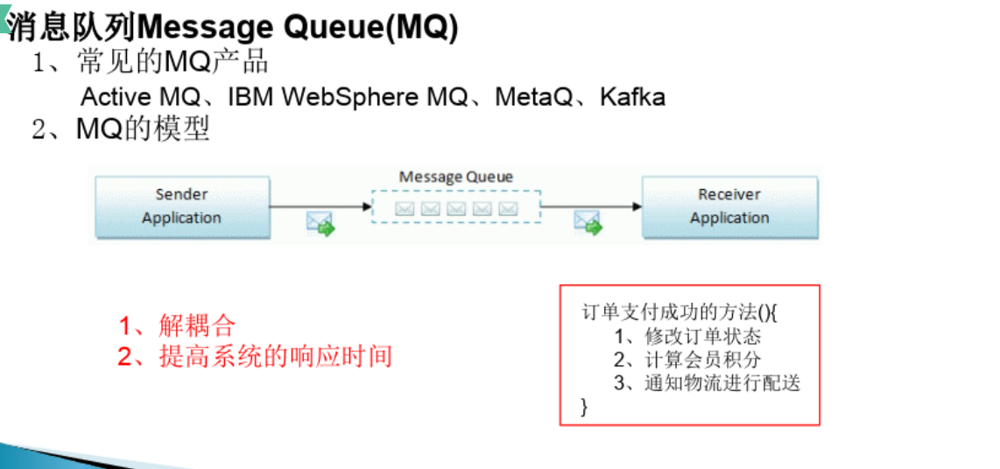 消息队列Message Queue(MQ)
1、常见的MQ产品
Active MQ、IBM WebSphere MQ、MetaQ、Kafka
2、MQ的模型
Message Queue
Sender
Application
Receiver
Application
1、解耦合
2、提高系统的响应时间
订单支付成功的方法(){
1、修改订单状态
2、计算会员积分
3、通知物流进行配送
}